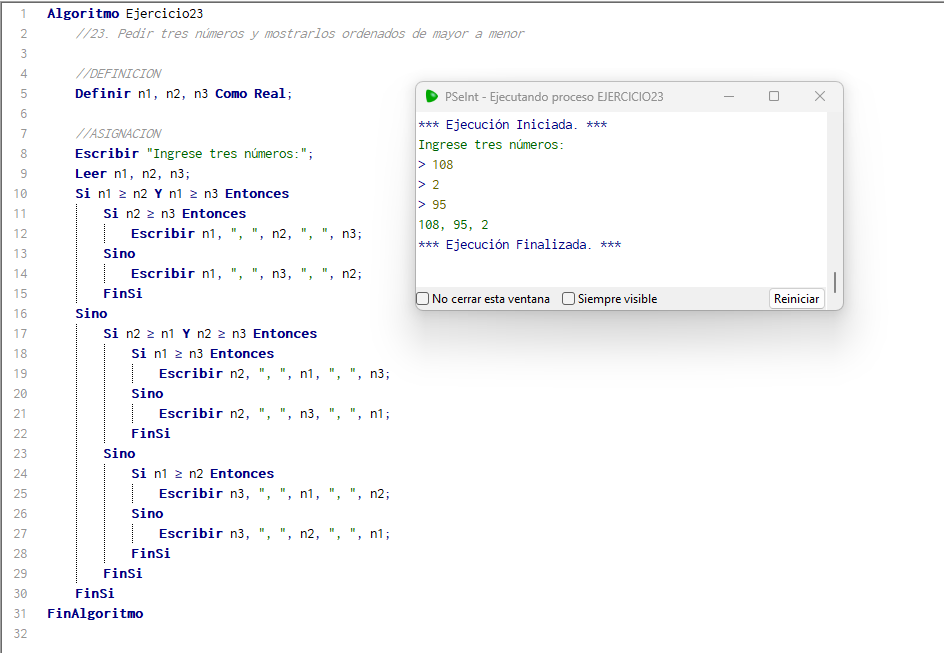 1 Algoritmo Ejercicio23
2 //23. Pedir tres números y mostrarlos ordenados de mayor a menor
3
4 //DEFINICION
5 Definir n1, n2, n3 Como Real;
6
7 //ASIGNACION
8 Escribir "Ingrese tres números:";
9 Leer n1, n2, n3;
10 Si n1 ≥ n2 Y n1 ≥ n3 Entonces
11 Si n2 ≥ n3 Entonces
12 Escribir n1, ", ", n2, ", ", n3;
13 Sino
14 Escribir n1, ", ", n3, ", ", n2;
15 FinSi
16 Sino
17 Si n2 ≥ n1 Y n2 ≥ n3 Entonces
18 Si n1 ≥ n3 Entonces
19 Escribir n2, ", ", n1, ", ", n3;
20 Sino
21 Escribir n2, ", ", n3, ", ", n1;
22 FinSi
23 Sino
24 Si n1 ≥ n2 Entonces
25 Escribir n3, ", ", n1, ", ", n2;
26 Sino
27 Escribir n3, ", ", n2, ", ", n1;
28 FinSi
29 FinSi
30 FinSi
31 FinAlgoritmo
32
PSeInt - Ejecutando proceso EJERCICIO23
*** Ejecución Iniciada. ***
Ingrese tres números:
> 108
> 2
> 95
108, 95, 2
*** Ejecución Finalizada. ***
No cerrar esta ventana Siempre visible Reiniciar